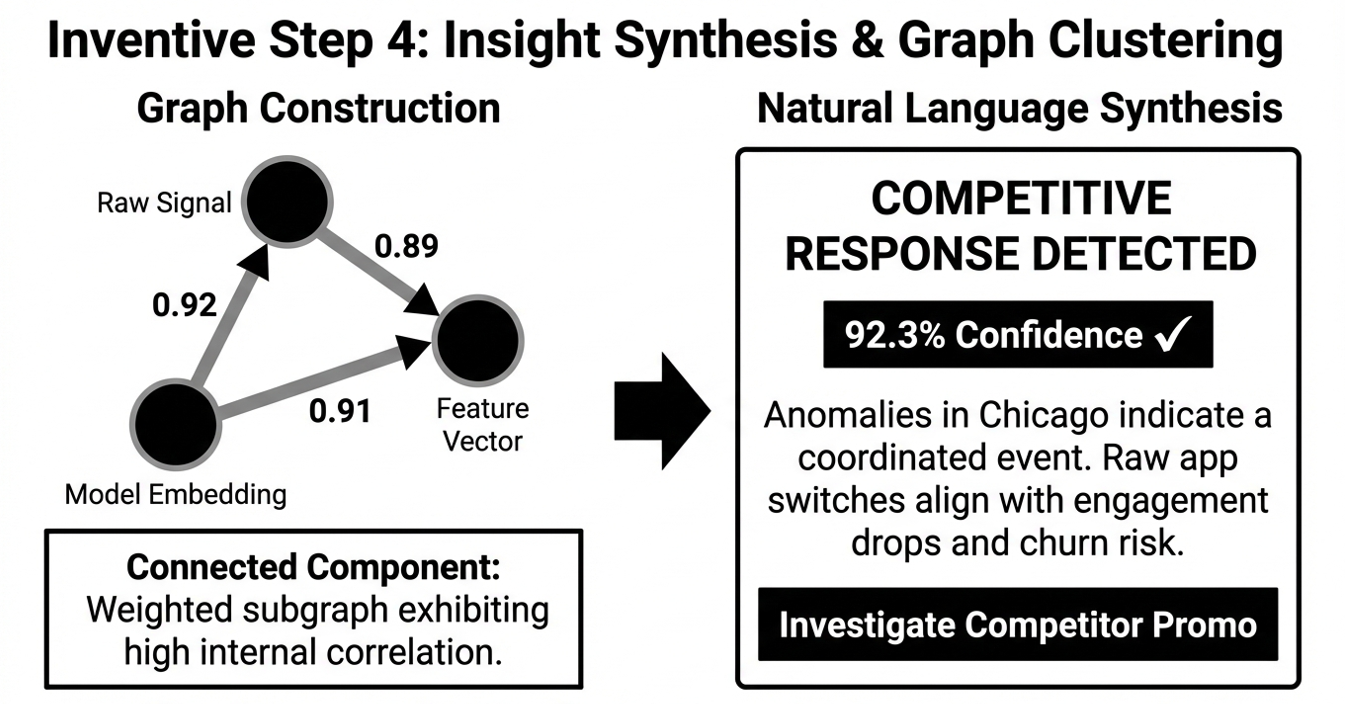 Inventive Step 4: Insight Synthesis & Graph Clustering
Graph Construction
Raw Signal
0.89
0.92
0.91
Feature
Vector
Model Embedding
Connected Component:
Weighted subgraph exhibiting
high internal correlation.
Natural Language Synthesis
COMPETITIVE
RESPONSE DETECTED
92.3% Confidence ✓
Anomalies in Chicago indicate a
coordinated event. Raw app
switches align with engagement
drops and churn risk.
Investigate Competitor Promo